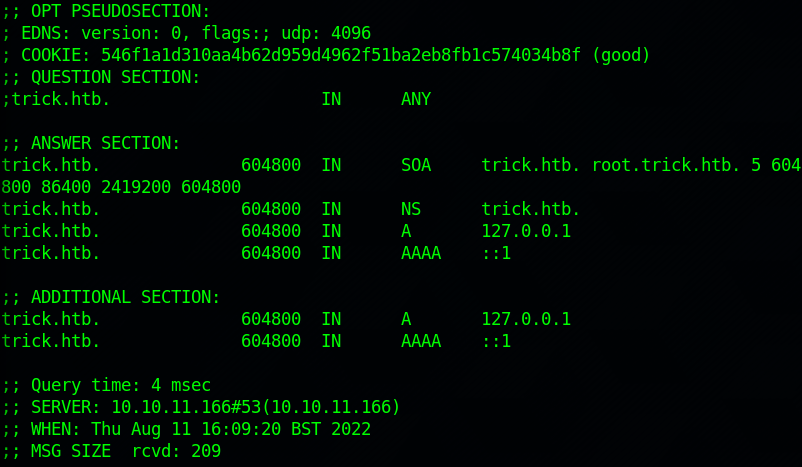 ;; OPT PSEUDOSECTION:
; EDNS: version: 0, flags:; udp: 4096
; COOKIE: 546f1a1d310aa4b62d959d4962f51ba2eb8fb1c574034b8f (good)
;; QUESTION SECTION:
;trick.htb.                     IN      ANY

;; ANSWER SECTION:
trick.htb.              604800  IN      SOA     trick.htb. root.trick.htb. 5 604
800 86400 2419200 604800
trick.htb.              604800  IN      NS      trick.htb.
trick.htb.              604800  IN      A       127.0.0.1
trick.htb.              604800  IN      AAAA    ::1

;; ADDITIONAL SECTION:
trick.htb.              604800  IN      A       127.0.0.1
trick.htb.              604800  IN      AAAA    ::1

;; Query time: 4 msec
;; SERVER: 10.10.11.166#53(10.10.11.166)
;; WHEN: Thu Aug 11 16:09:20 BST 2022
;; MSG SIZE  rcvd: 209